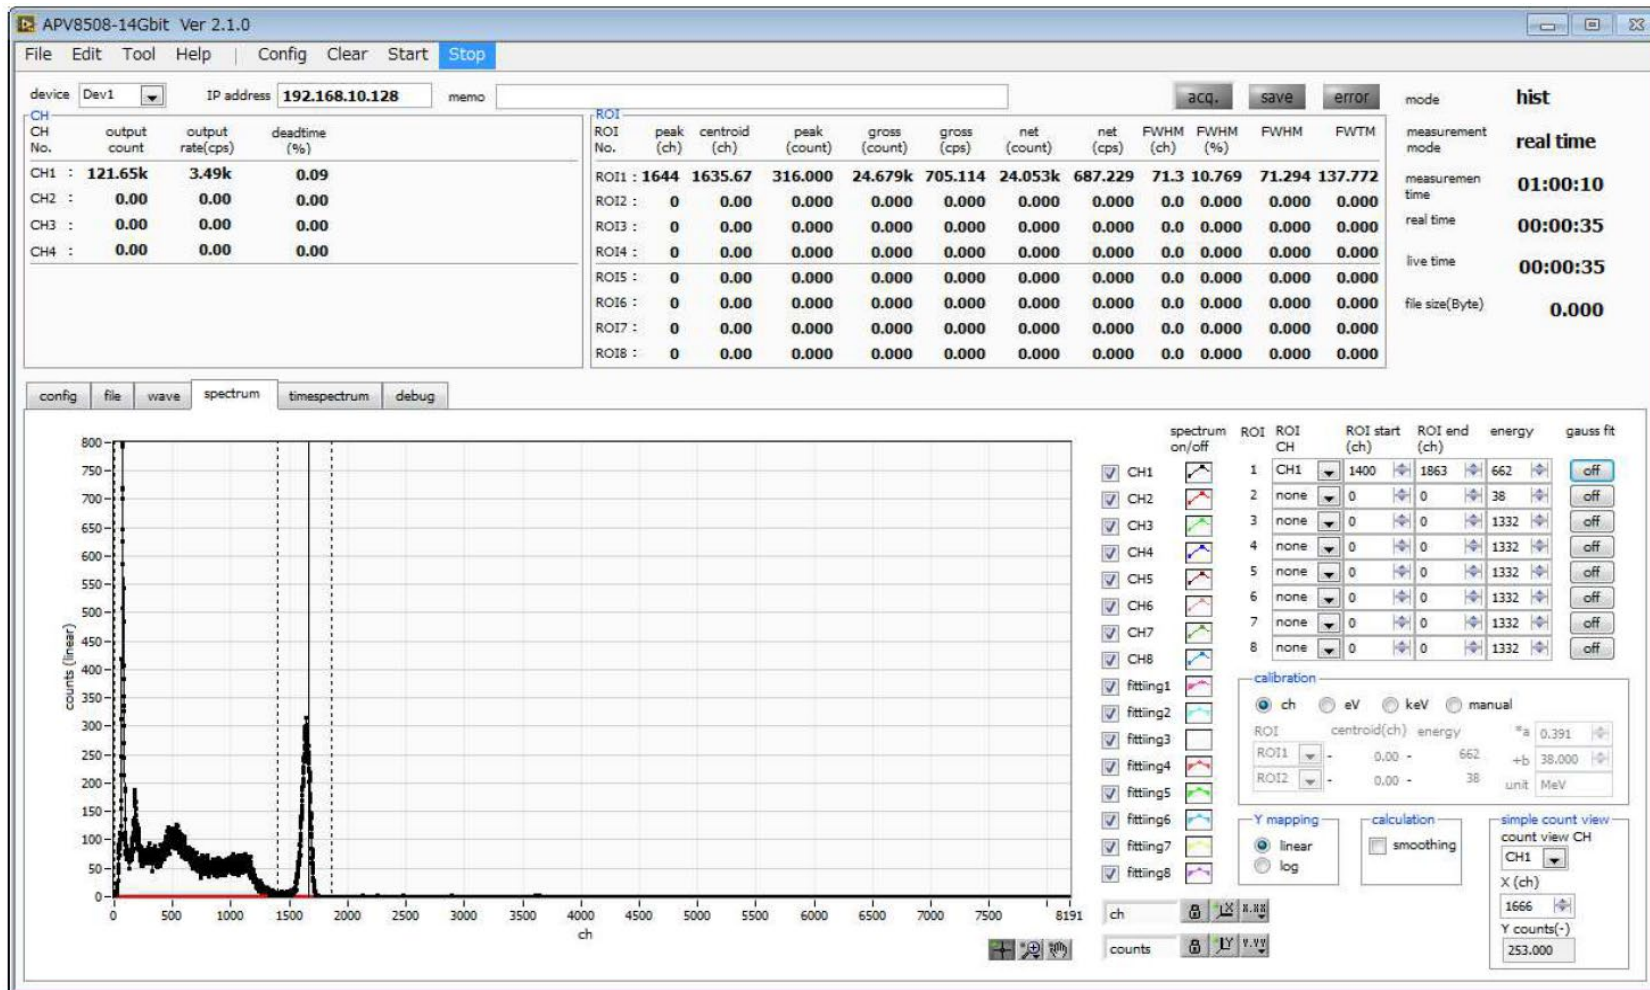 APV8508-14Gbit Ver 2.1.0
File Edit Tool Help | Config Clear Start Stop
device Dev1 IP address 192.168.10.128 memo acq. save error mode hist
CH ROI
CH output output deadtime ROI peak centroid peak gross gross net net FWHM FWHM FWHM FWTM measurement real time
No. count rate(cps) (%) No. (ch) (ch) (count) (count) (cps) (count) (cps) (ch) (%) mode
CH1 : 121.65k 3.49k 0.09 ROI1 : 1644 1635.67 316.000 24.679k 705.114 24.053k 687.229 71.3 10.769 71.294 137.772 measuremen 01:00:10
time
CH2 : 0.00 0.00 0.00 ROI2 : 0 0.00 0.000 0.000 0.000 0.000 0.000 0.0 0.000 0.000 0.000
CH3 : 0.00 0.00 0.00 ROI3 : 0 0.00 0.000 0.000 0.000 0.000 0.000 0.0 0.000 0.000 0.000 real time 00:00:35
CH4 : 0.00 0.00 0.00 ROI4 : 0 0.00 0.000 0.000 0.000 0.000 0.000 0.0 0.000 0.000 0.000
ROI5 : 0 0.00 0.000 0.000 0.000 0.000 0.000 0.0 0.000 0.000 0.000 live time 00:00:35
ROI6 : 0 0.00 0.000 0.000 0.000 0.000 0.000 0.0 0.000 0.000 0.000 file size(Byte) 0.000
ROI7 : 0 0.00 0.000 0.000 0.000 0.000 0.000 0.0 0.000 0.000 0.000
ROI8 : 0 0.00 0.000 0.000 0.000 0.000 0.000 0.0 0.000 0.000 0.000
config file wave spectrum timespectrum debug
counts (linear)
800
750
700
650
600
550
500
450
400
350
300
250
200
150
100
50
0
0 500 1000 1500 2000 2500 3000 3500 4000 4500 5000 5500 6000 6500 7000 7500 8191
ch
spectrum
on/off
CH1
CH2
CH3
CH4
CH5
CH6
CH7
CH8
fittiing1
fittiing2
fittiing3
fittiing4
fittiing5
fittiing6
fittiing7
fittiing8
ch X X.XX
counts Y Y.YY
ROI ROI ROI start ROI end energy gauss fit
CH (ch) (ch)
1 CH1 1400 1863 662 off
2 none 0 0 38 off
3 none 0 0 1332 off
4 none 0 0 1332 off
5 none 0 0 1332 off
6 none 0 0 1332 off
7 none 0 0 1332 off
8 none 0 0 1332 off
calibration
ch eV keV manual
ROI centroid(ch) energy *a 0.391
ROI1 - 0.00 - 662 +b 38.000
ROI2 - 0.00 - 38 unit MeV
Y mapping
linear
log
calculation
smoothing
simple count view
count view CH
CH1
X (ch)
1666
Y counts(-)
253.000